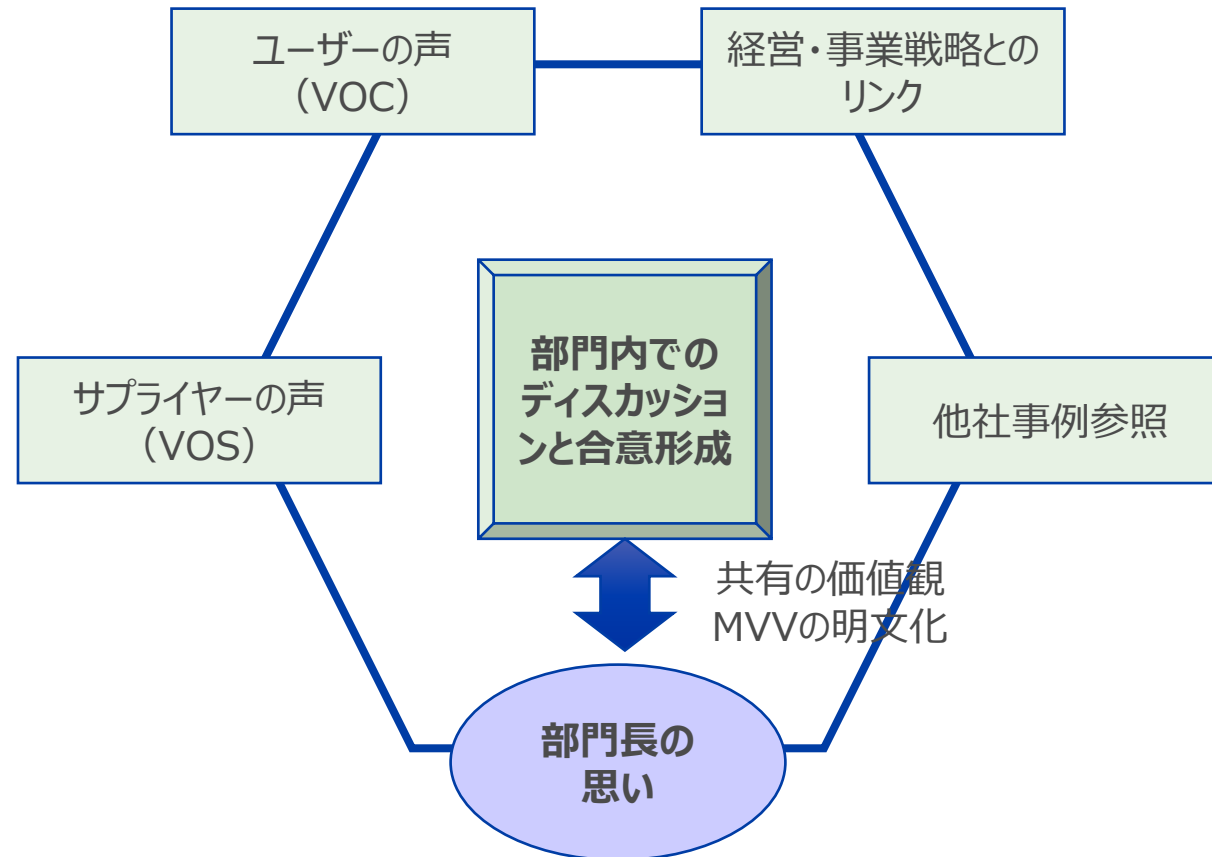 ユーザーの声
（VOC）
経営・事業戦略との
リンク
部門内での
ディスカッショ
ンと合意形成
サプライヤーの声
（VOS）
他社事例参照
共有の価値観
MVVの明文化
部門長の
思い